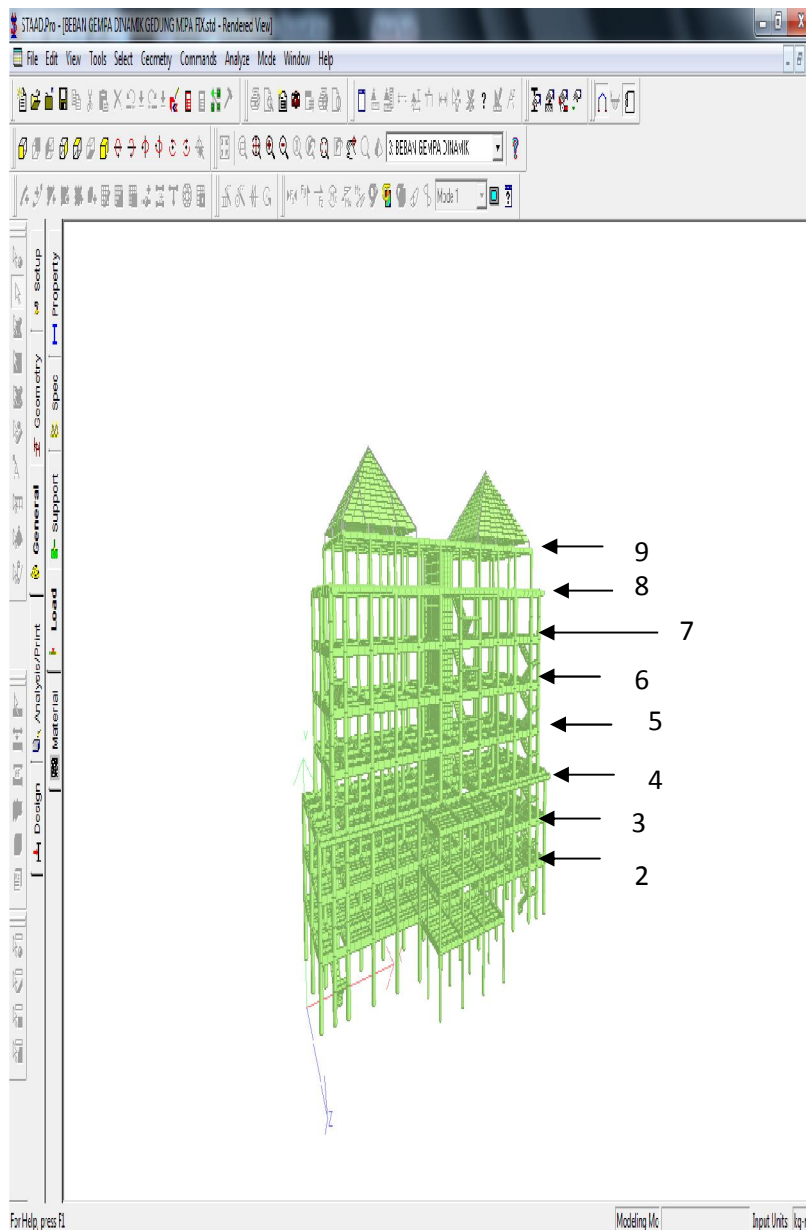 STAAD.Pro - [BEBAN GEMPA DINAMIK GEDUNG MIPA FIX.std - Rendered View]
File Edit View Tools Select Geometry Commands Analyze Mode Window Help
3: BEBAN GEMPA DINAMIK
Mode 1
Setup
Geometry
General
Analysis/Print
Design
Property
Spec
Support
Load
Material
9
8
7
6
5
4
3
2
Y
Z
For Help, press F1
Modeling Mo
Input Units